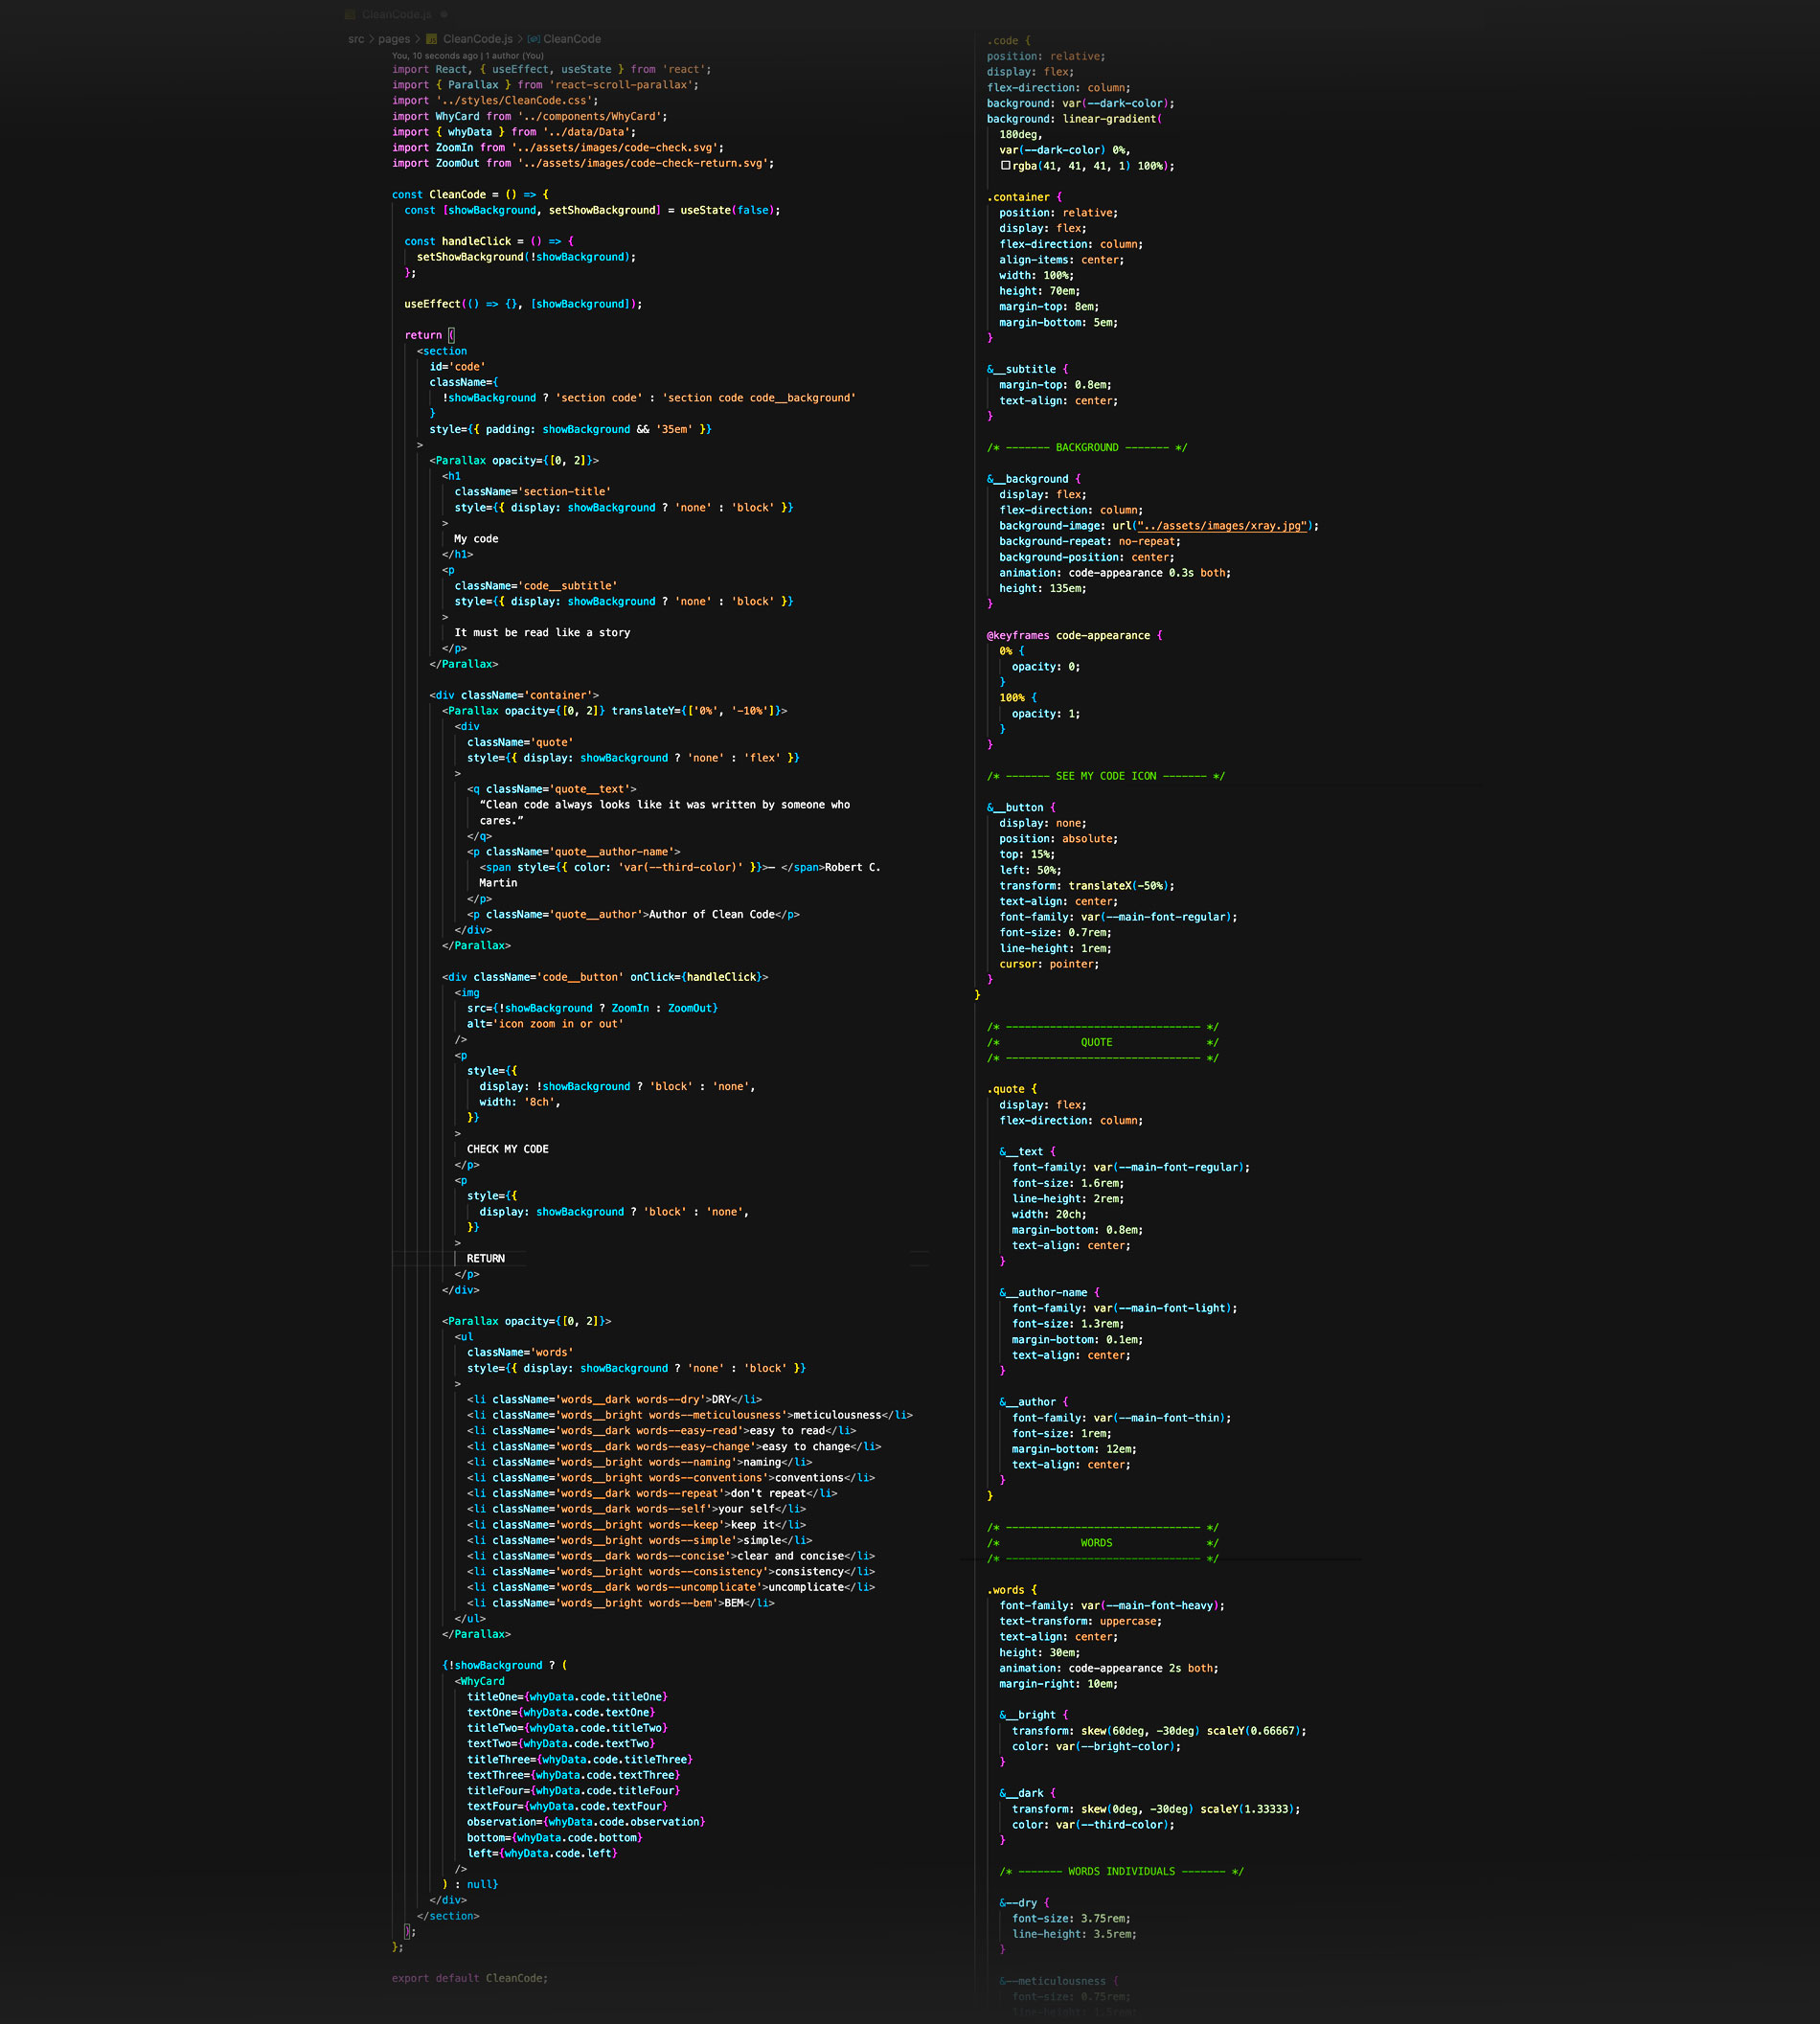 CleanCode.js
src > pages > CleanCode.js > CleanCode
You, 10 seconds ago | 1 author (You)
import React, { useEffect, useState } from 'react';
import { Parallax } from 'react-scroll-parallax';
import '../styles/CleanCode.css';
import WhyCard from '../components/WhyCard';
import { whyData } from '../data/Data';
import ZoomIn from '../assets/images/code-check.svg';
import ZoomOut from '../assets/images/code-check-return.svg';
const CleanCode = () => {
const [showBackground, setShowBackground] = useState(false);
const handleClick = () => {
setShowBackground(!showBackground);
};
useEffect(() => {}, [showBackground]);
return (
<section
id='code'
className={
!showBackground ? 'section code' : 'section code code__background'
}
style={{ padding: showBackground && '35em' }}
>
<Parallax opacity={[0, 2]}>
<h1
className='section-title'
style={{ display: showBackground ? 'none' : 'block' }}
>
My code
</h1>
<p
className='code__subtitle'
style={{ display: showBackground ? 'none' : 'block' }}
>
It must be read like a story
</p>
</Parallax>
<div className='container'>
<Parallax opacity={[0, 2]} translateY={['0%', '-10%']}>
<div
className='quote'
style={{ display: showBackground ? 'none' : 'flex' }}
>
<q className='quote__text'>
“Clean code always looks like it was written by someone who
cares.”
</q>
<p className='quote__author-name'>
<span style={{ color: 'var(--third-color)' }}>— </span>Robert C.
Martin
</p>
<p className='quote__author'>Author of Clean Code</p>
</div>
</Parallax>
<div className='code__button' onClick={handleClick}>
<img
src={!showBackground ? ZoomIn : ZoomOut}
alt='icon zoom in or out'
/>
<p
style={{
display: !showBackground ? 'block' : 'none',
width: '8ch',
}}
>
CHECK MY CODE
</p>
<p
style={{
display: showBackground ? 'block' : 'none',
}}
>
RETURN
</p>
</div>
<Parallax opacity={[0, 2]}>
<ul
className='words'
style={{ display: showBackground ? 'none' : 'block' }}
>
<li className='words__dark words--dry'>DRY</li>
<li className='words__bright words--meticulousness'>meticulousness</li>
<li className='words__dark words--easy-read'>easy to read</li>
<li className='words__dark words--easy-change'>easy to change</li>
<li className='words__bright words--naming'>naming</li>
<li className='words__bright words--conventions'>conventions</li>
<li className='words__dark words--repeat'>don't repeat</li>
<li className='words__dark words--self'>your self</li>
<li className='words__bright words--keep'>keep it</li>
<li className='words__bright words--simple'>simple</li>
<li className='words__dark words--concise'>clear and concise</li>
<li className='words__bright words--consistency'>consistency</li>
<li className='words__dark words--uncomplicate'>uncomplicate</li>
<li className='words__bright words--bem'>BEM</li>
</ul>
</Parallax>
{!showBackground ? (
<WhyCard
titleOne={whyData.code.titleOne}
textOne={whyData.code.textOne}
titleTwo={whyData.code.titleTwo}
textTwo={whyData.code.textTwo}
titleThree={whyData.code.titleThree}
textThree={whyData.code.textThree}
titleFour={whyData.code.titleFour}
textFour={whyData.code.textFour}
observation={whyData.code.observation}
bottom={whyData.code.bottom}
left={whyData.code.left}
/>
) : null}
</div>
</section>
);
};
export default CleanCode;
.code {
position: relative;
display: flex;
flex-direction: column;
background: var(--dark-color);
background: linear-gradient(
180deg,
var(--dark-color) 0%,
rgba(41, 41, 41, 1) 100%);
.container {
position: relative;
display: flex;
flex-direction: column;
align-items: center;
width: 100%;
height: 70em;
margin-top: 8em;
margin-bottom: 5em;
}
&__subtitle {
margin-top: 0.8em;
text-align: center;
}
/* ------- BACKGROUND ------- */
&__background {
display: flex;
flex-direction: column;
background-image: url("../assets/images/xray.jpg");
background-repeat: no-repeat;
background-position: center;
animation: code-appearance 0.3s both;
height: 135em;
}
@keyframes code-appearance {
0% {
opacity: 0;
}
100% {
opacity: 1;
}
}
/* ------- SEE MY CODE ICON ------- */
&__button {
display: none;
position: absolute;
top: 15%;
left: 50%;
transform: translateX(-50%);
text-align: center;
font-family: var(--main-font-regular);
font-size: 0.7rem;
line-height: 1rem;
cursor: pointer;
}
}
/* ------------------------------- */
/* QUOTE */
/* ------------------------------- */
.quote {
display: flex;
flex-direction: column;
&__text {
font-family: var(--main-font-regular);
font-size: 1.6rem;
line-height: 2rem;
width: 20ch;
margin-bottom: 0.8em;
text-align: center;
}
&__author-name {
font-family: var(--main-font-light);
font-size: 1.3rem;
margin-bottom: 0.1em;
text-align: center;
}
&__author {
font-family: var(--main-font-thin);
font-size: 1rem;
margin-bottom: 12em;
text-align: center;
}
}
/* ------------------------------- */
/* WORDS */
/* ------------------------------- */
.words {
font-family: var(--main-font-heavy);
text-transform: uppercase;
text-align: center;
height: 30em;
animation: code-appearance 2s both;
margin-right: 10em;
&__bright {
transform: skew(60deg, -30deg) scaleY(0.66667);
color: var(--bright-color);
}
&__dark {
transform: skew(0deg, -30deg) scaleY(1.33333);
color: var(--third-color);
}
/* ------- WORDS INDIVIDUALS ------- */
&--dry {
font-size: 3.75rem;
line-height: 3.5rem;
}
&--meticulousness {
font-size: 0.75rem;
line-height: